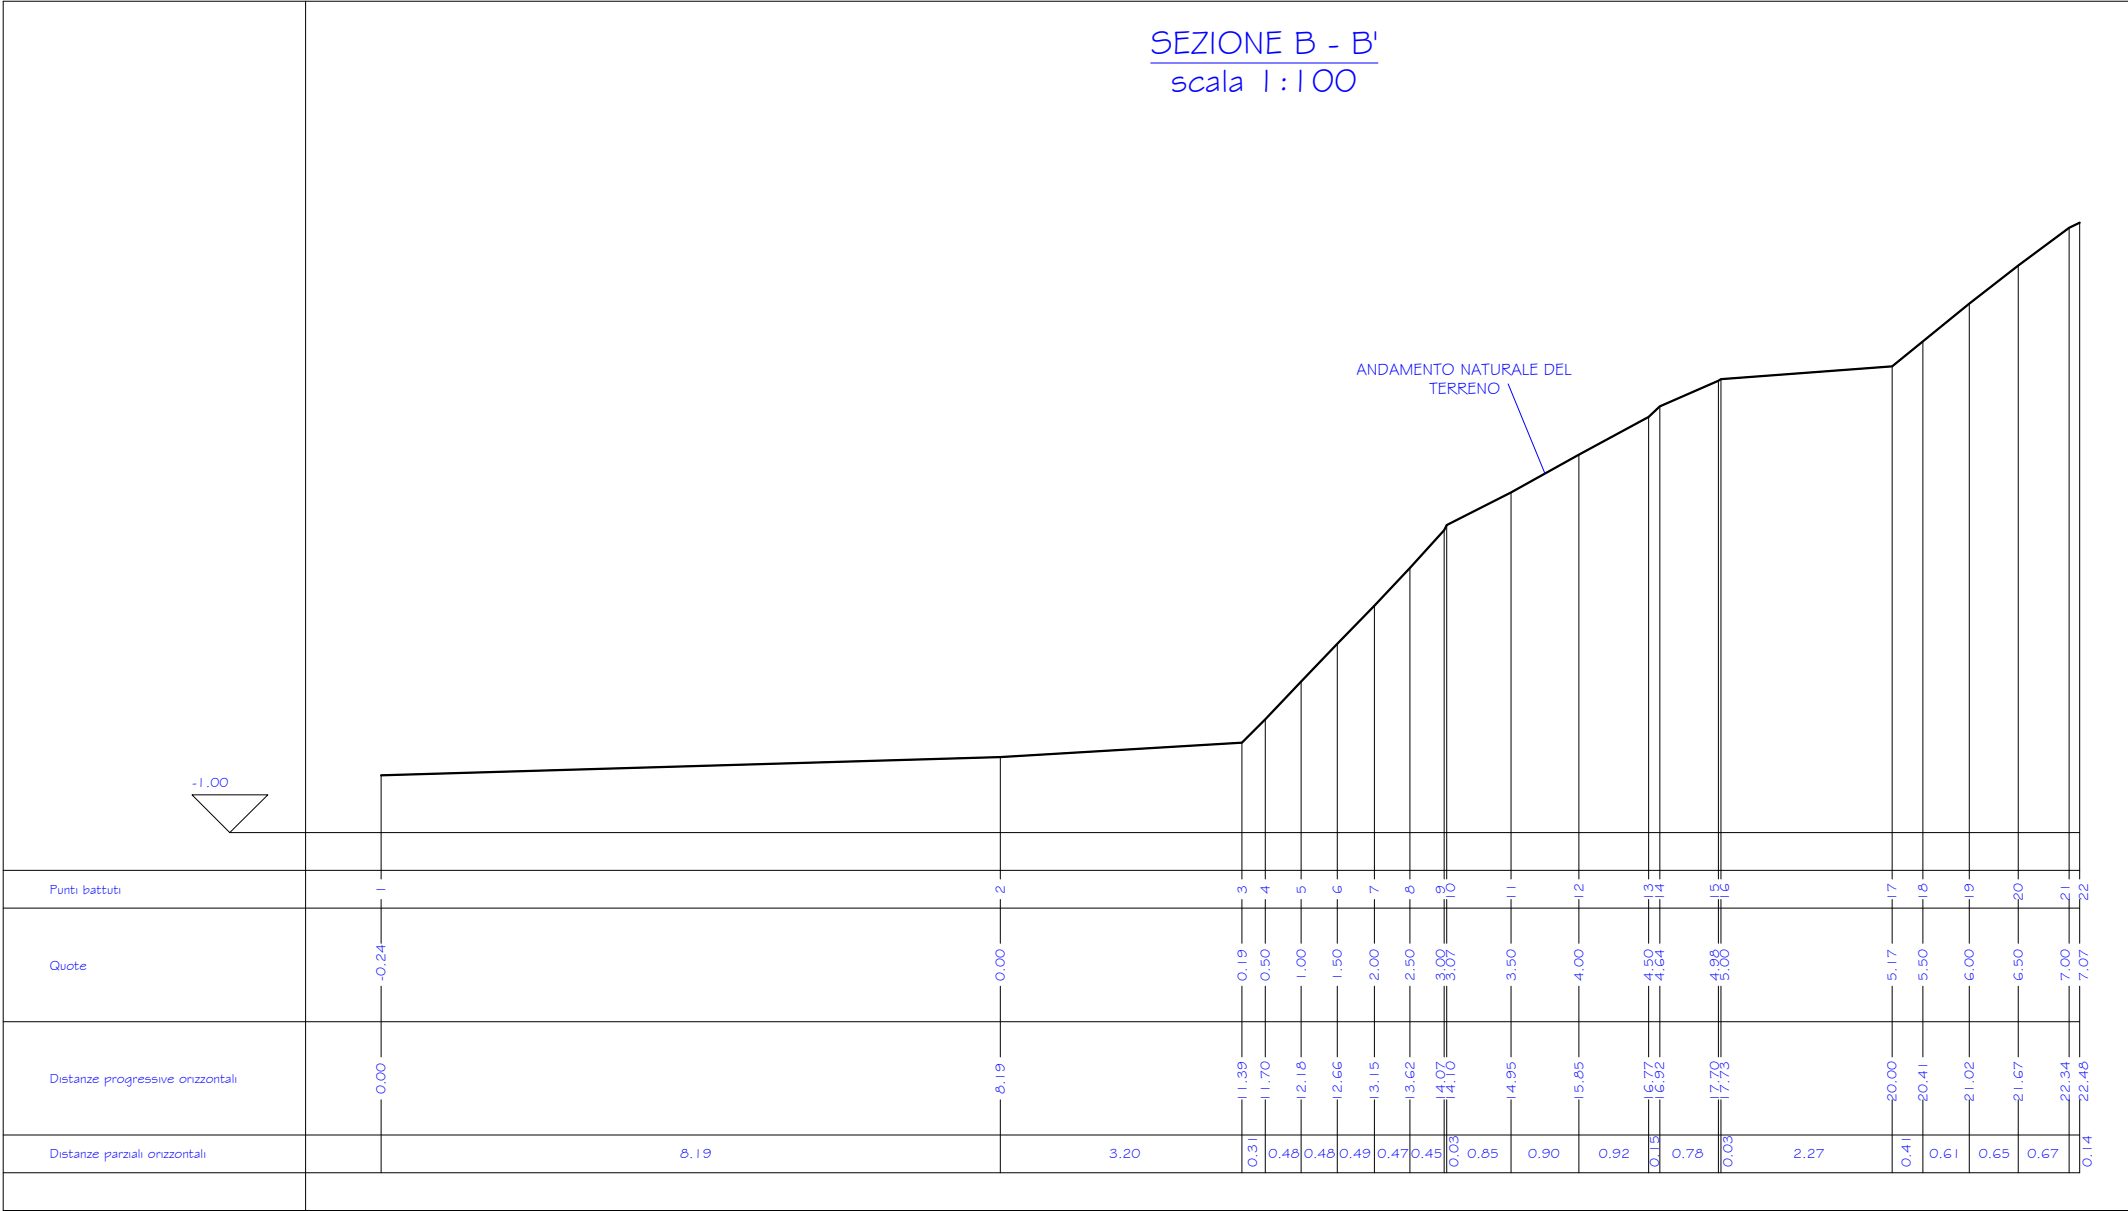 SEZIONE B - B'
scala 1:100
ANDAMENTO NATURALE DEL
TERRENO
-1.00
Punti battuti 1 2 3 4 5 6 7 8 9 10 11 12 13 14 15 16 17 18 19 20 21 22
Quote -0.24 0.00 0.19 0.50 1.00 1.50 2.00 2.50 3.00 3.07 3.50 4.00 4.50 4.64 4.98 5.00 5.17 5.50 6.00 6.50 7.00 7.07
Distanze progressive orizzontali 0.00 8.19 11.39 11.70 12.18 12.66 13.15 13.62 14.07 14.10 14.95 15.85 16.77 16.92 17.70 17.73 20.00 20.41 21.02 21.67 22.34 22.48
Distanze parziali orizzontali 8.19 3.20 0.31 0.48 0.48 0.49 0.47 0.45 0.03 0.85 0.90 0.92 0.15 0.78 0.03 2.27 0.41 0.61 0.65 0.67 0.14